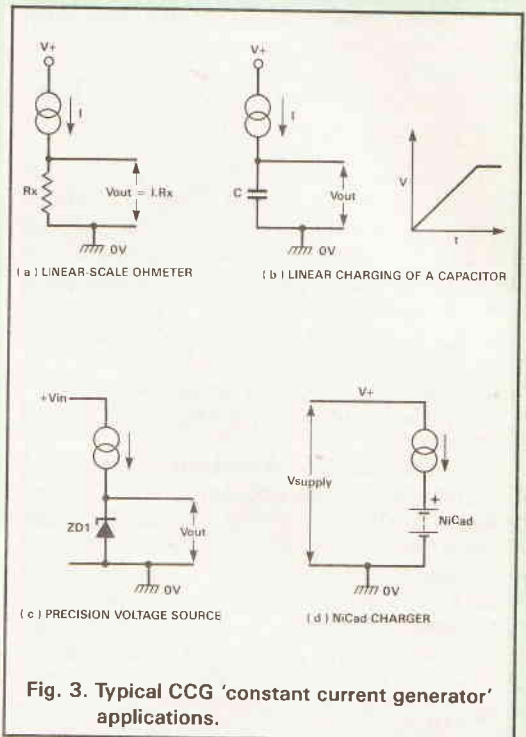 V+
I
Rx
Vout = I.Rx
0V
(a) LINEAR-SCALE OHMETER
V+
I
C
Vout
0V
V
t
(b) LINEAR CHARGING OF A CAPACITOR
+Vin
ZD1
Vout
0V
(c) PRECISION VOLTAGE SOURCE
V+
Vsupply
+
NiCad
0V
(d) NiCad CHARGER
Fig. 3. Typical CCG 'constant current generator'
applications.